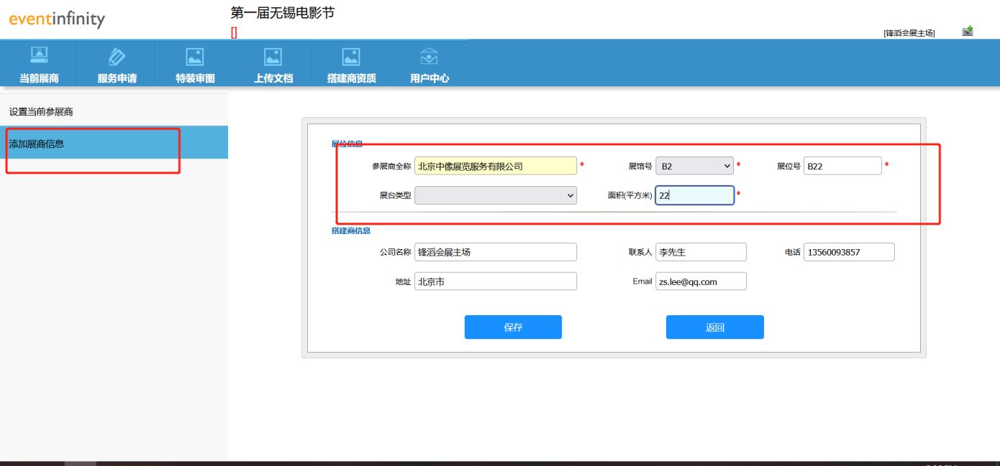 eventinfinity
第一届无锡电影节
[]
[锋滔会展主场]
当前展商 服务申请 特装审图 上传文档 搭建商资质 用户中心
设置当前参展商
添加展商信息
展位信息
参展商全称 北京中像展览服务有限公司 * 展馆号 B2 * 展位号 B22 *
展台类型 面积(平方米) 22 *
搭建商信息
公司名称 锋滔会展主场 联系人 李先生 电话 13560093857
地址 北京市 Email zs.lee@qq.com
保存 返回